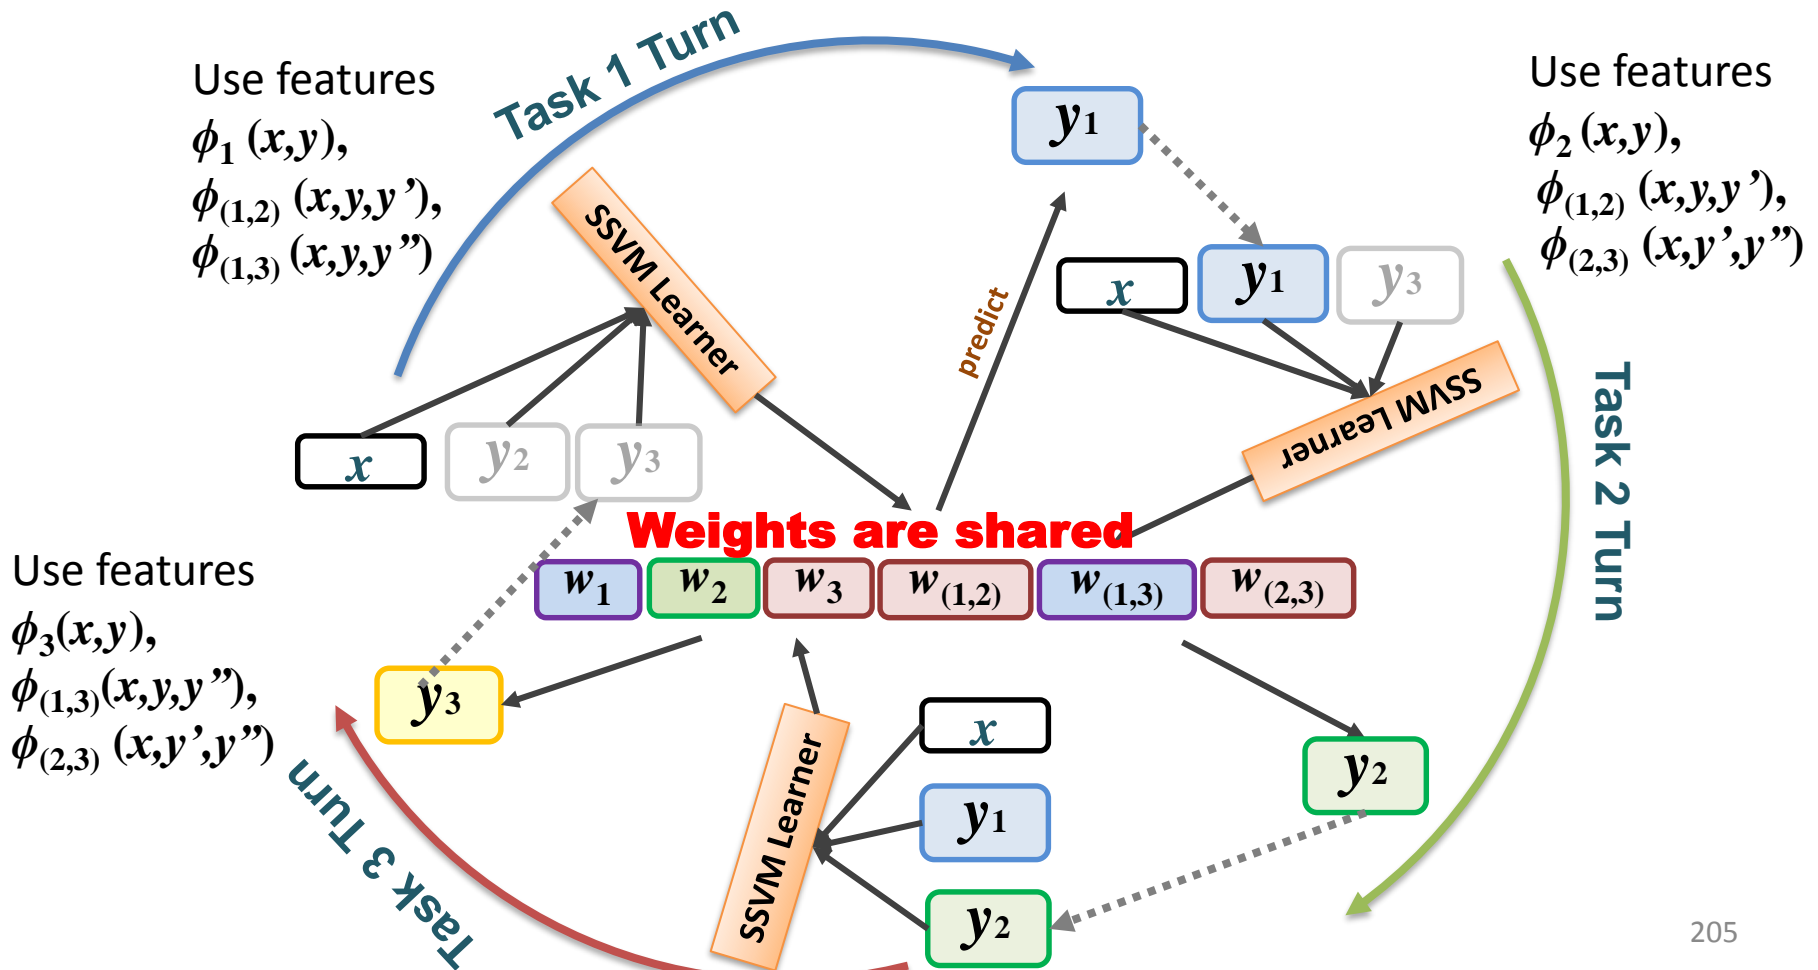 Task 1 Turn
Use features
ϕ1 (x,y),
ϕ(1,2) (x,y,y’),
ϕ(1,3) (x,y,y”)
SSVM Learner
x
y2
y3
y1
predict
Use features
ϕ2 (x,y),
ϕ(1,2) (x,y,y’),
ϕ(2,3) (x,y’,y”)
x
y1
y3
SSVM Learner
Task 2 Turn
Weights are shared
w1 w2 w3 w(1,2) w(1,3) w(2,3)
Use features
ϕ3(x,y),
ϕ(1,3)(x,y,y”),
ϕ(2,3) (x,y’,y”)
y3
Task 3 Turn
SSVM Learner
x
y1
y2
y2
205